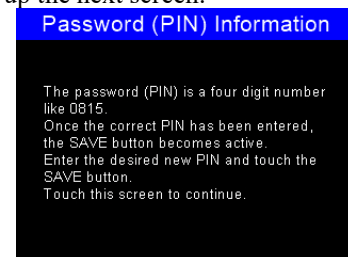 up the next screen.
Password (PIN) Information
The password (PIN) is a four digit number
like 0815.
Once the correct PIN has been entered,
the SAVE button becomes active.
Enter the desired new PIN and touch the
SAVE button.
Touch this screen to continue.